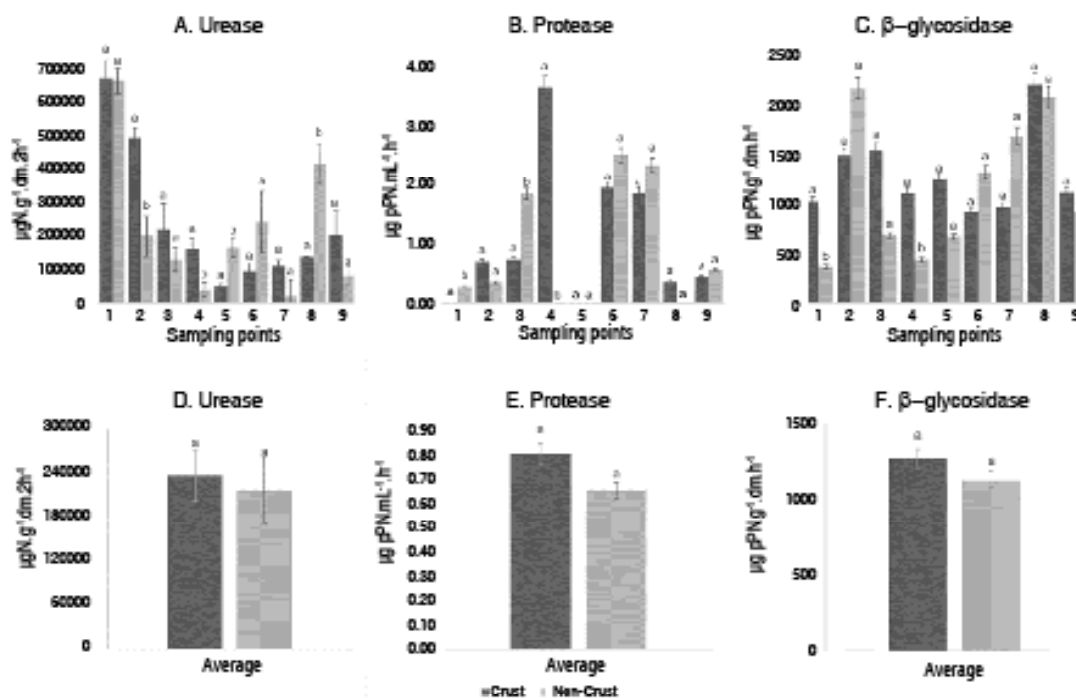 A. Urease
µgN.g⁻¹.dm.2h⁻¹
700000
600000
500000
400000
300000
200000
100000
0
1 2 3 4 5 6 7 8 9
Sampling points
B. Protease
µg pPN.mL⁻¹.h⁻¹
4.00
3.00
2.00
1.00
0.00
1 2 3 4 5 6 7 8 9
Sampling points
C. β–glycosidase
µg pPN.g⁻¹.dm.h⁻¹
2500
2000
1500
1000
500
0
1 2 3 4 5 6 7 8 9
Sampling points
D. Urease
µgN.g⁻¹.dm.2h⁻¹
300000
240000
180000
120000
60000
0
a a
Average
E. Protease
µg pPN.mL⁻¹.h⁻¹
0.90
0.80
0.70
0.60
0.50
0.40
0.30
0.20
0.10
0.00
a a
Average
F. β–glycosidase
µg pPN.g⁻¹.dm.h⁻¹
1500
1000
500
0
a a
Average
Crust Non-Crust